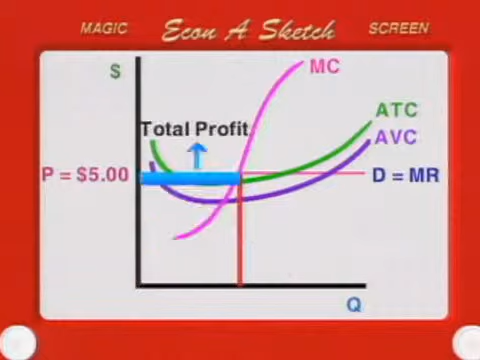 MAGIC Econ A Sketch SCREEN
$
MC
ATC
Total Profit
AVC
P = $5.00
D = MR
Q